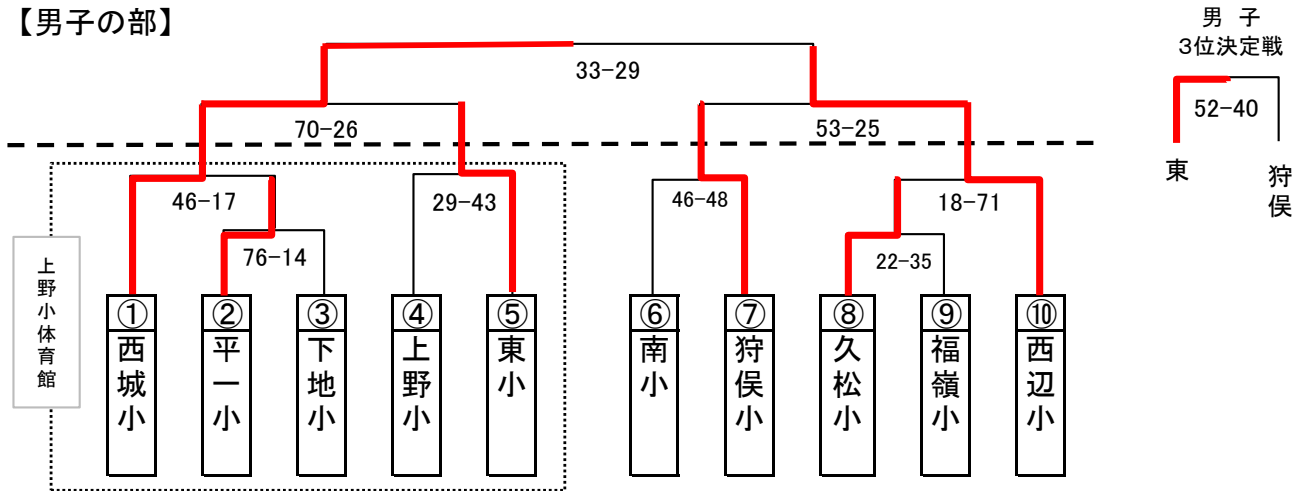 【男子の部】
男 子
3位決定戦
33-29
52-40
70-26
53-25
東
狩俣
46-17
29-43
46-48
18-71
76-14
22-35
上野小体育館
① 西城小
② 平一小
③ 下地小
④ 上野小
⑤ 東小
⑥ 南小
⑦ 狩俣小
⑧ 久松小
⑨ 福嶺小
⑩ 西辺小